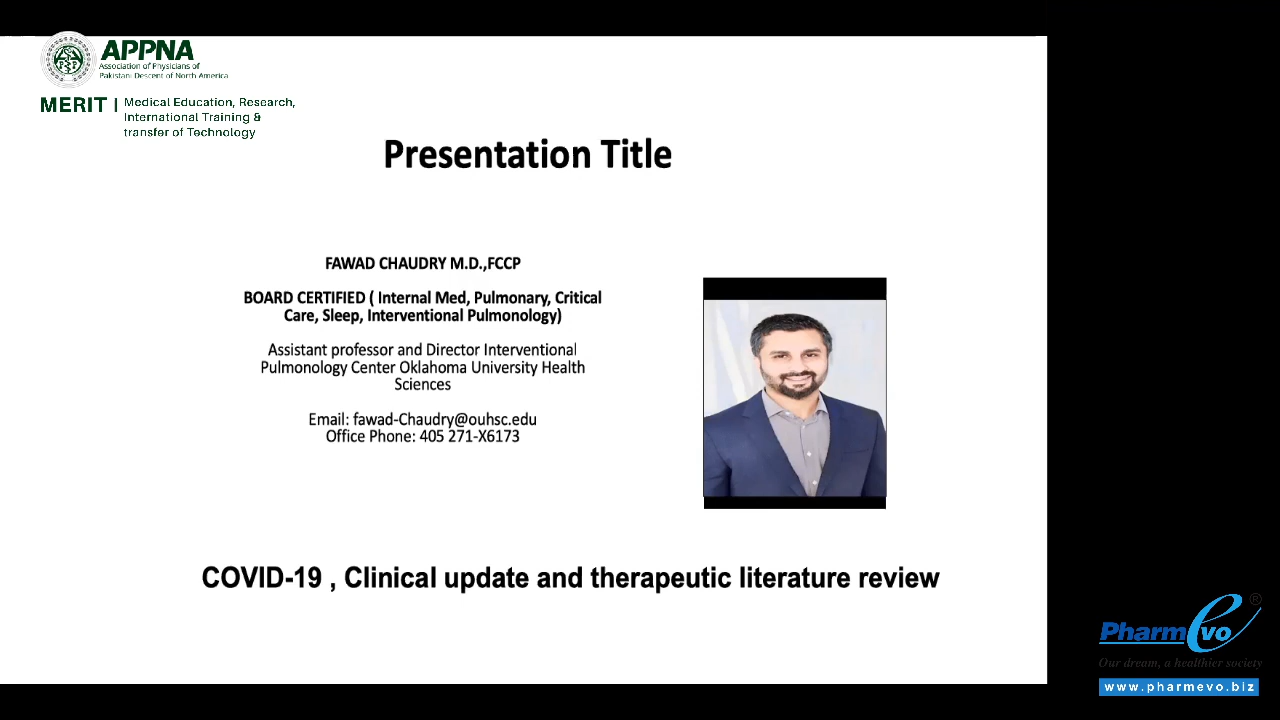 APPNA
Association of Physicians of
Pakistani Descent of North America
MERIT | Medical Education, Research,
International Training &
transfer of Technology
Presentation Title
FAWAD CHAUDRY M.D.,FCCP
BOARD CERTIFIED ( Internal Med, Pulmonary, Critical
Care, Sleep, Interventional Pulmonology)
Assistant professor and Director Interventional
Pulmonology Center Oklahoma University Health
Sciences
Email: fawad-Chaudry@ouhsc.edu
Office Phone: 405 271-X6173
COVID-19 , Clinical update and therapeutic literature review
PharmEvo ®
Our dream, a healthier society
www.pharmevo.biz